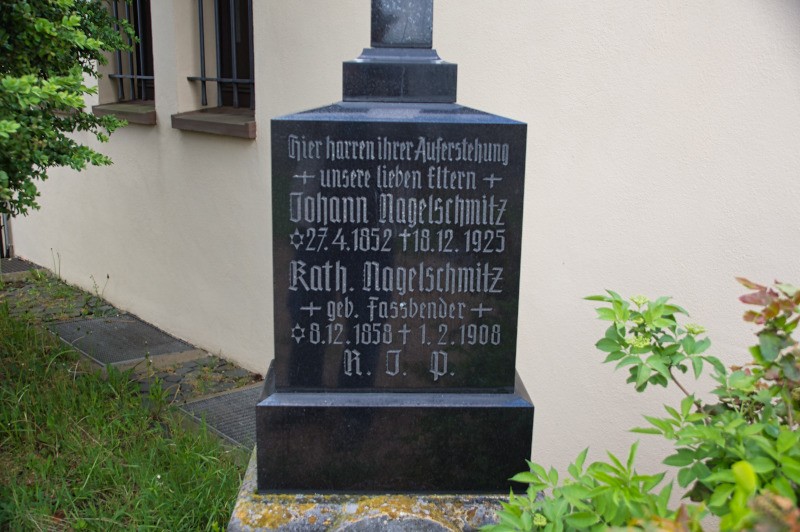 Hier harren ihrer Auferstehung
+ unsere lieben Eltern +
Johann Nagelschmitz
✡27.4.1852 †18.12.1925
Kath. Nagelschmitz
+ geb. Fassbender +
✡8.12.1858 † 1.2.1908
R. I. P.